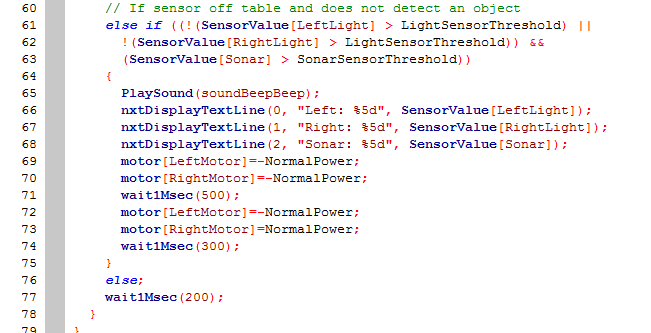 60 // If sensor off table and does not detect an object
61 else if ((!(SensorValue[LeftLight] > LightSensorThreshold) ||
62 !(SensorValue[RightLight] > LightSensorThreshold)) &&
63 (SensorValue[Sonar] > SonarSensorThreshold))
64 {
65 PlaySound(soundBeepBeep);
66 nxtDisplayTextLine(0, "Left: %5d", SensorValue[LeftLight]);
67 nxtDisplayTextLine(1, "Right: %5d", SensorValue[RightLight]);
68 nxtDisplayTextLine(2, "Sonar: %5d", SensorValue[Sonar]);
69 motor[LeftMotor]=-NormalPower;
70 motor[RightMotor]=-NormalPower;
71 wait1Msec(500);
72 motor[LeftMotor]=-NormalPower;
73 motor[RightMotor]=NormalPower;
74 wait1Msec(300);
75 }
76 else;
77 wait1Msec(200);
78 }
79 }